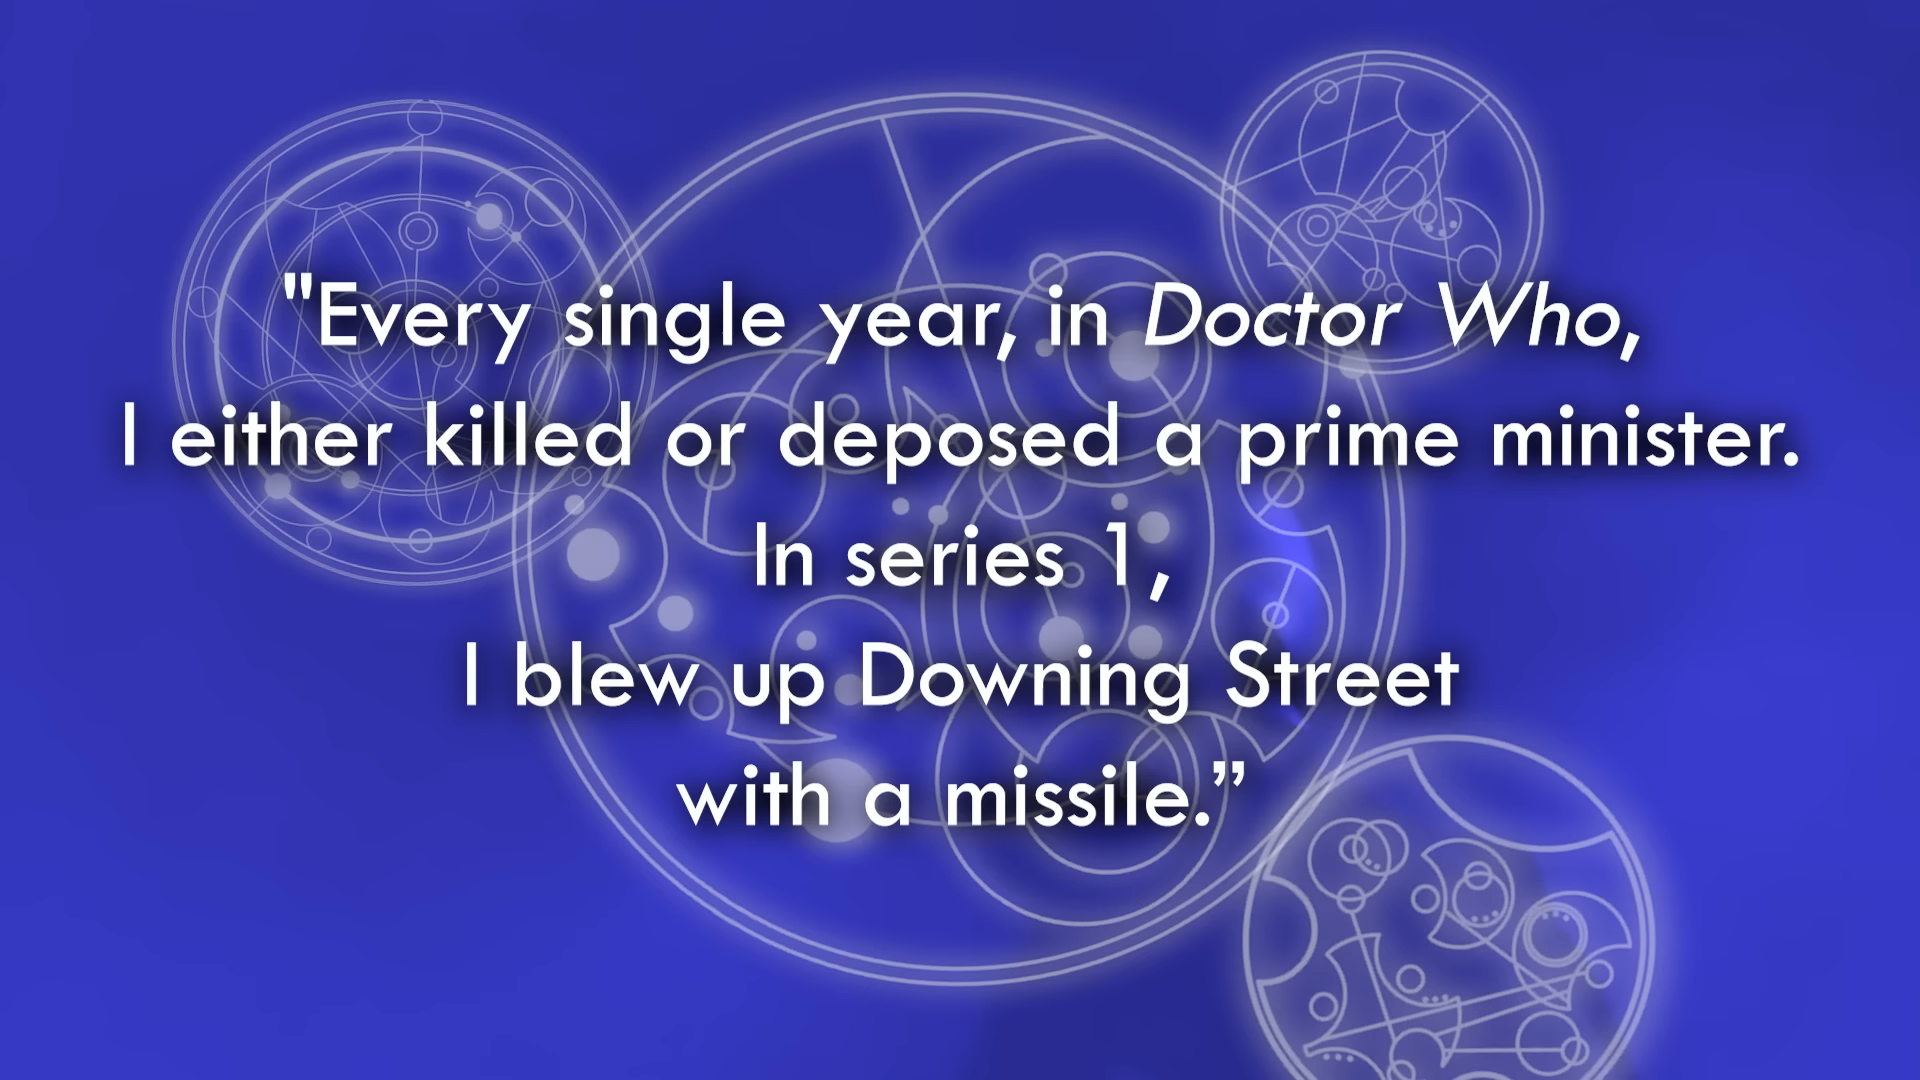 "Every single year, in Doctor Who,
I either killed or deposed a prime minister.
In series 1,
I blew up Downing Street
with a missile.”